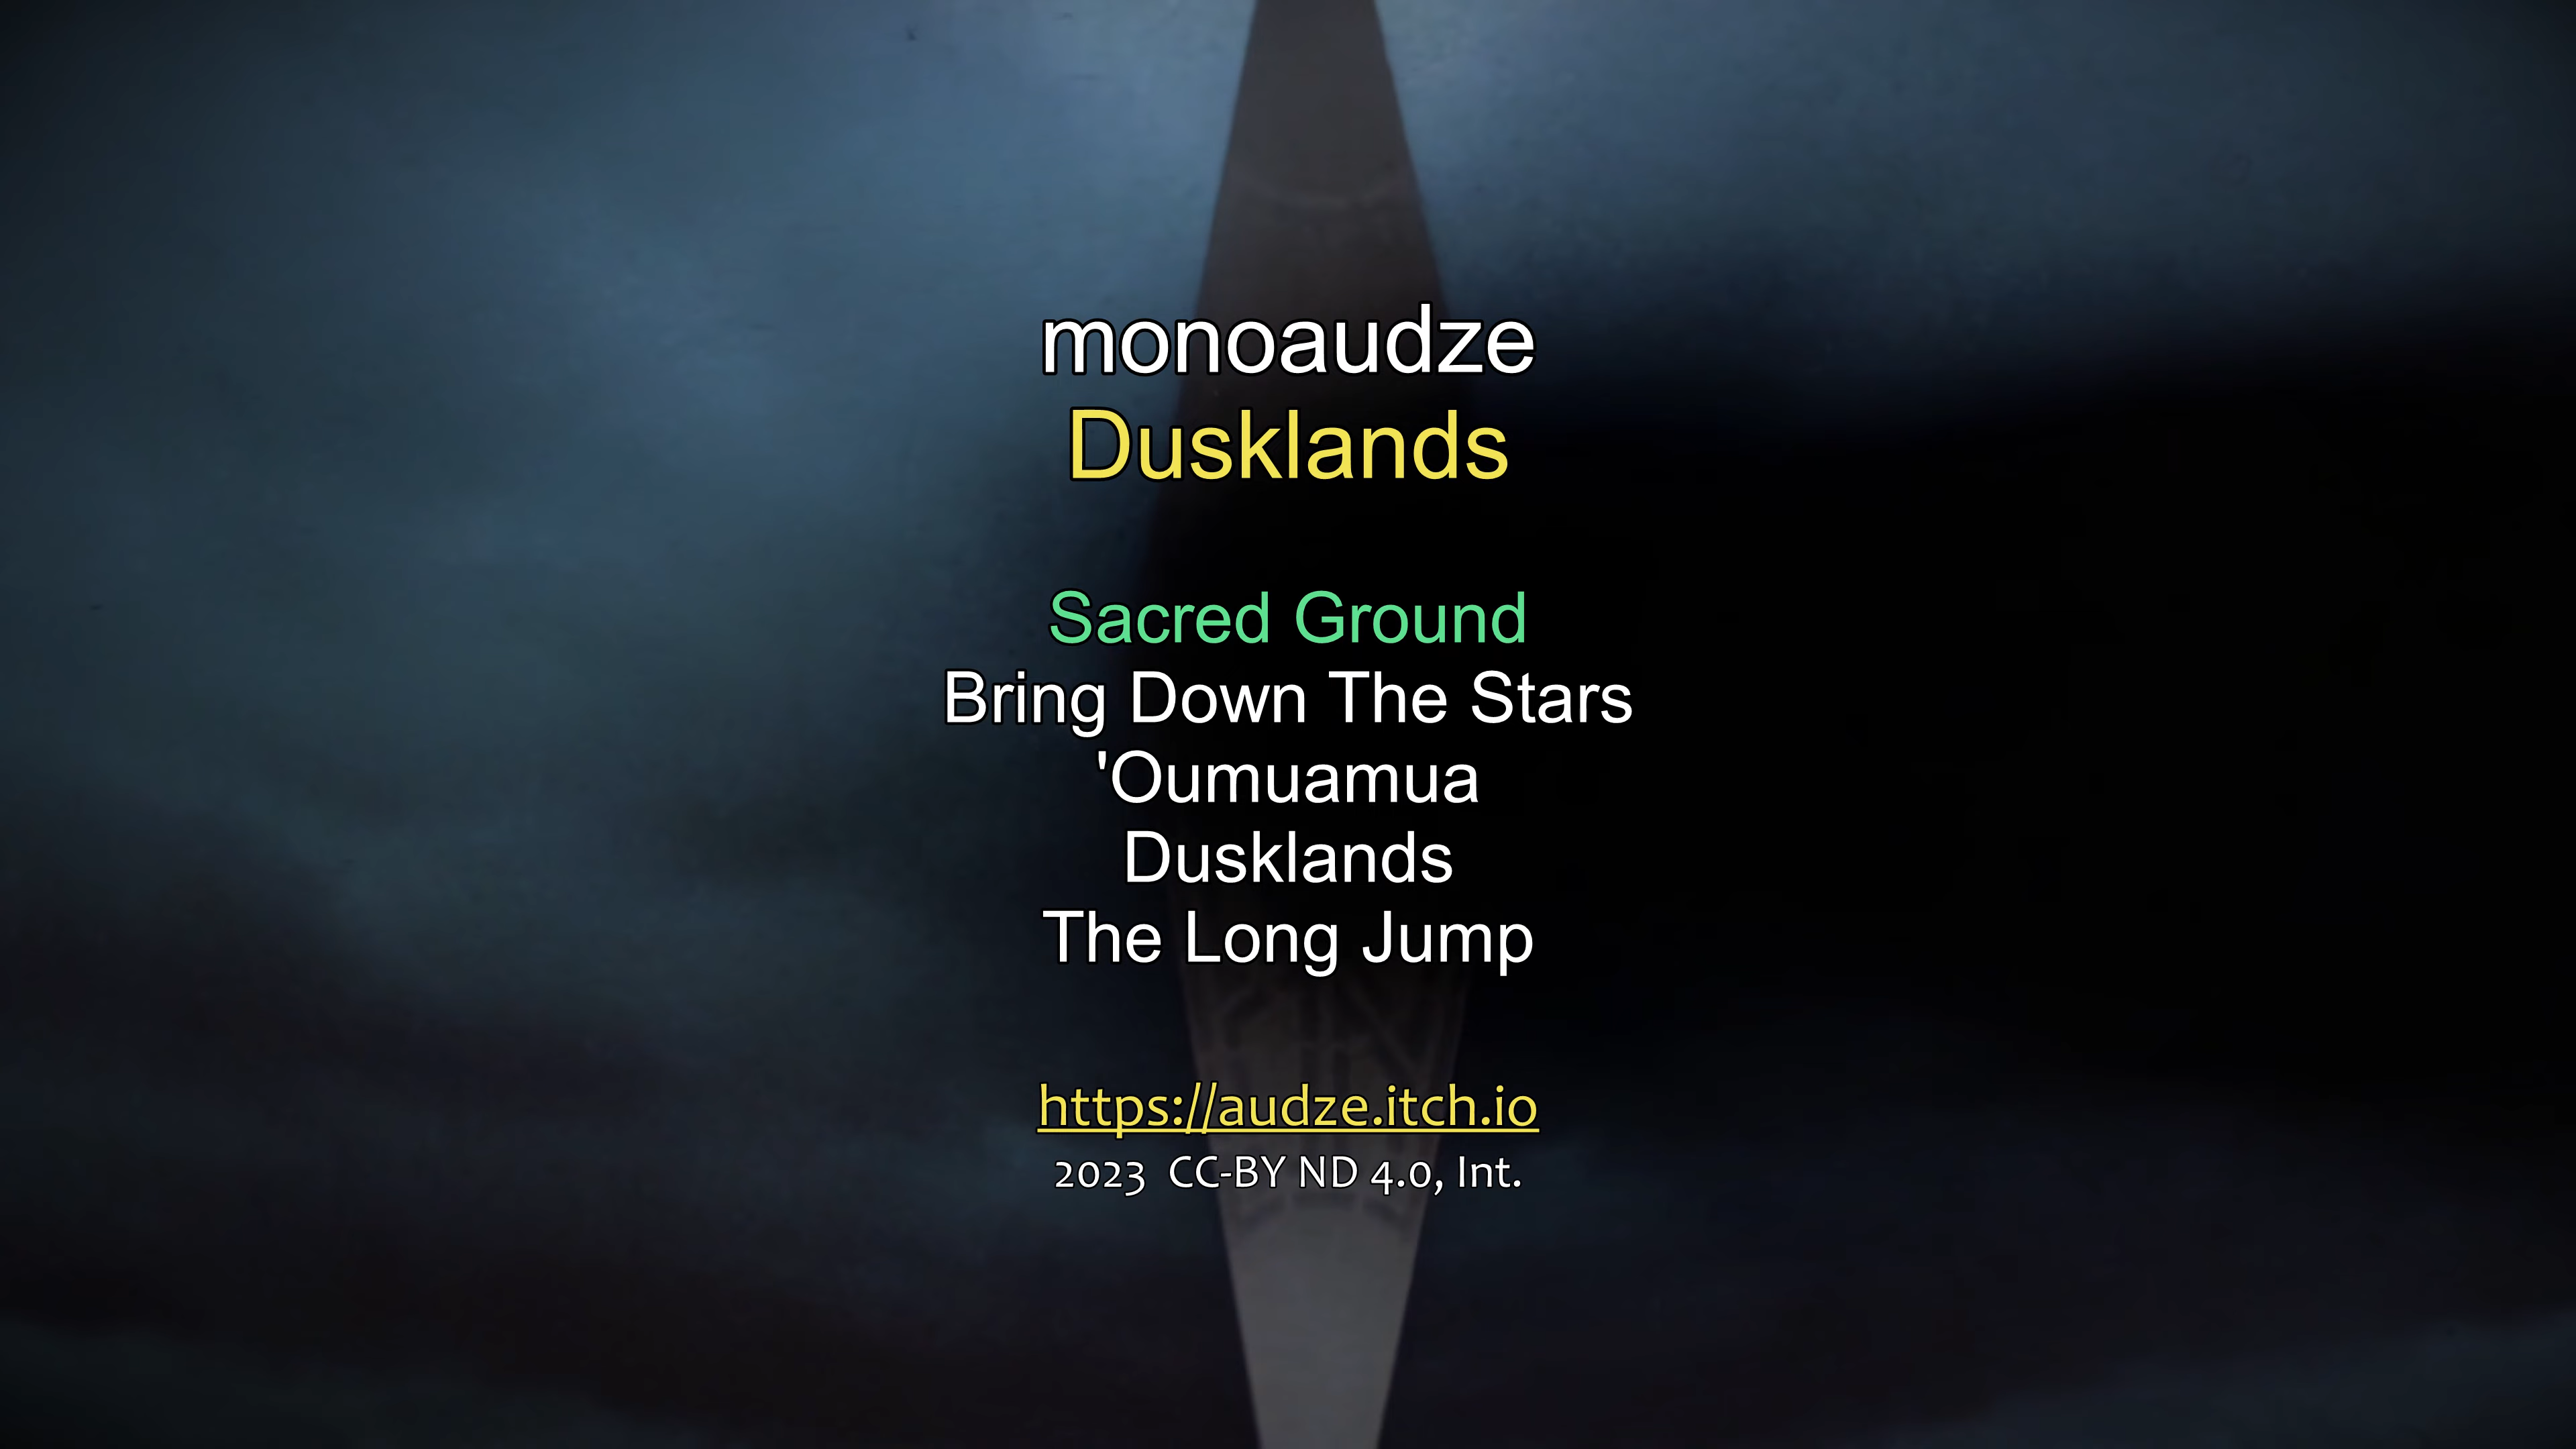 monoaudze
Dusklands
Sacred Ground
Bring Down The Stars
'Oumuamua
Dusklands
The Long Jump
https://audze.itch.io
2023 CC-BY ND 4.0, Int.